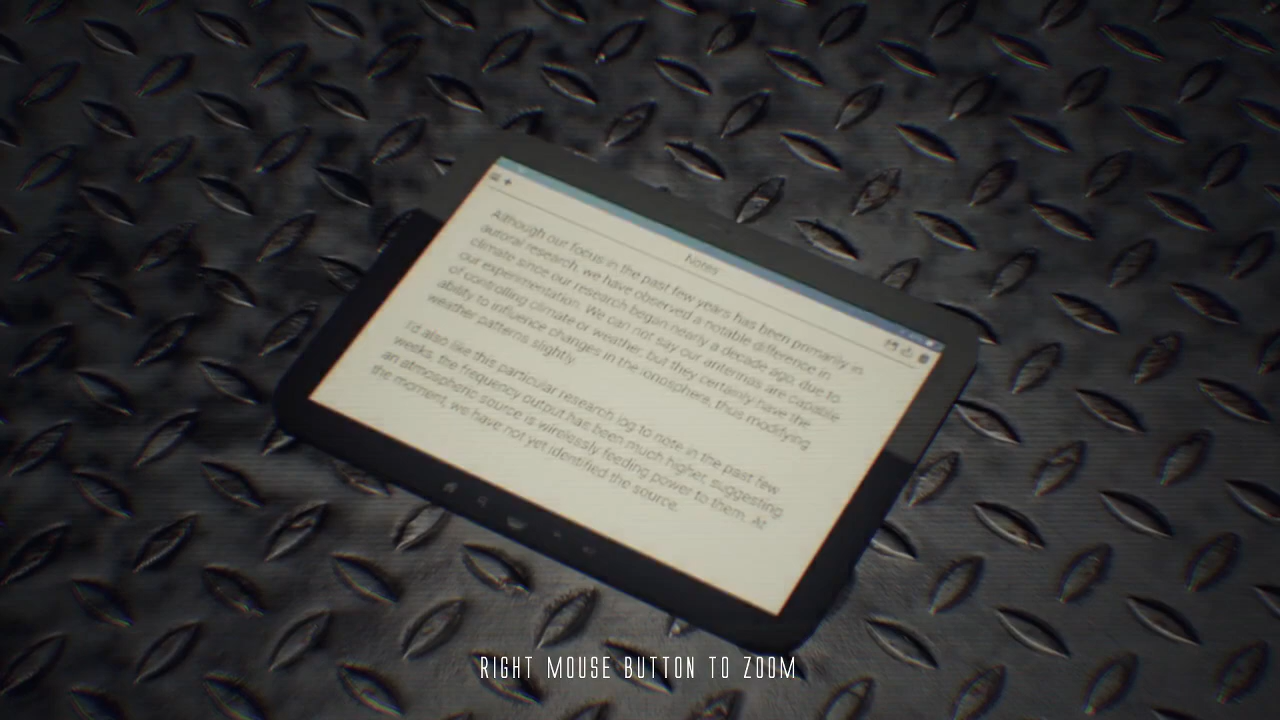 Notes
Although our focus in the past few years has been primarily in
autoral research, we have observed a notable difference in
climate since our research began nearly a decade ago, due to
our experimentation. We can not say our antennas are capable
of controlling climate or weather, but they certainly have the
ability to influence changes in the ionosphere, thus modifying
weather patterns slightly.
I'd also like this particular research log to note in the past few
weeks, the frequency output has been much higher, suggesting
an atmospheric source is wirelessly feeding power to them. At
the moment, we have not yet identified the source.
RIGHT MOUSE BUTTON TO ZOOM